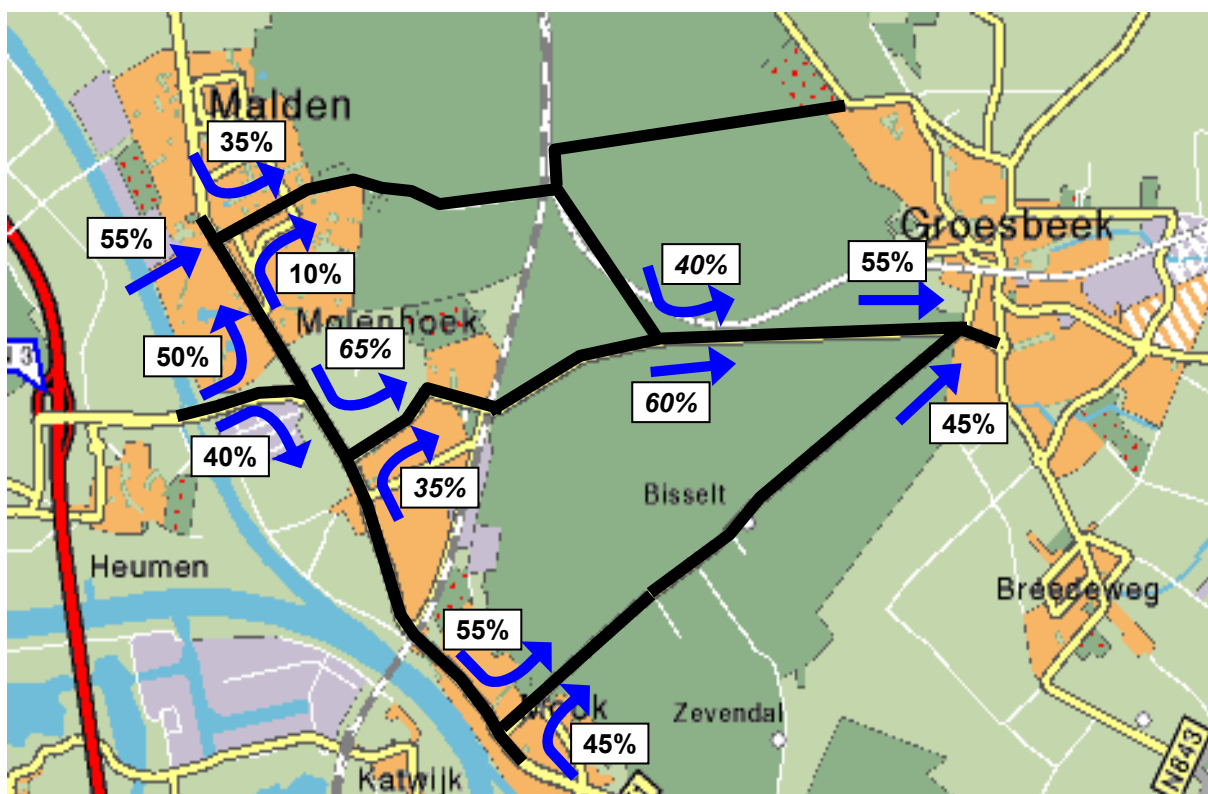 Malden
35%
55%
10%
Groesbeek
40%
55%
Molenhoek
50%
65%
60%
45%
40%
35%
Bisselt
Heumen
Breedeweg
55%
Mook
Zevendal
45%
Katwijk
N843